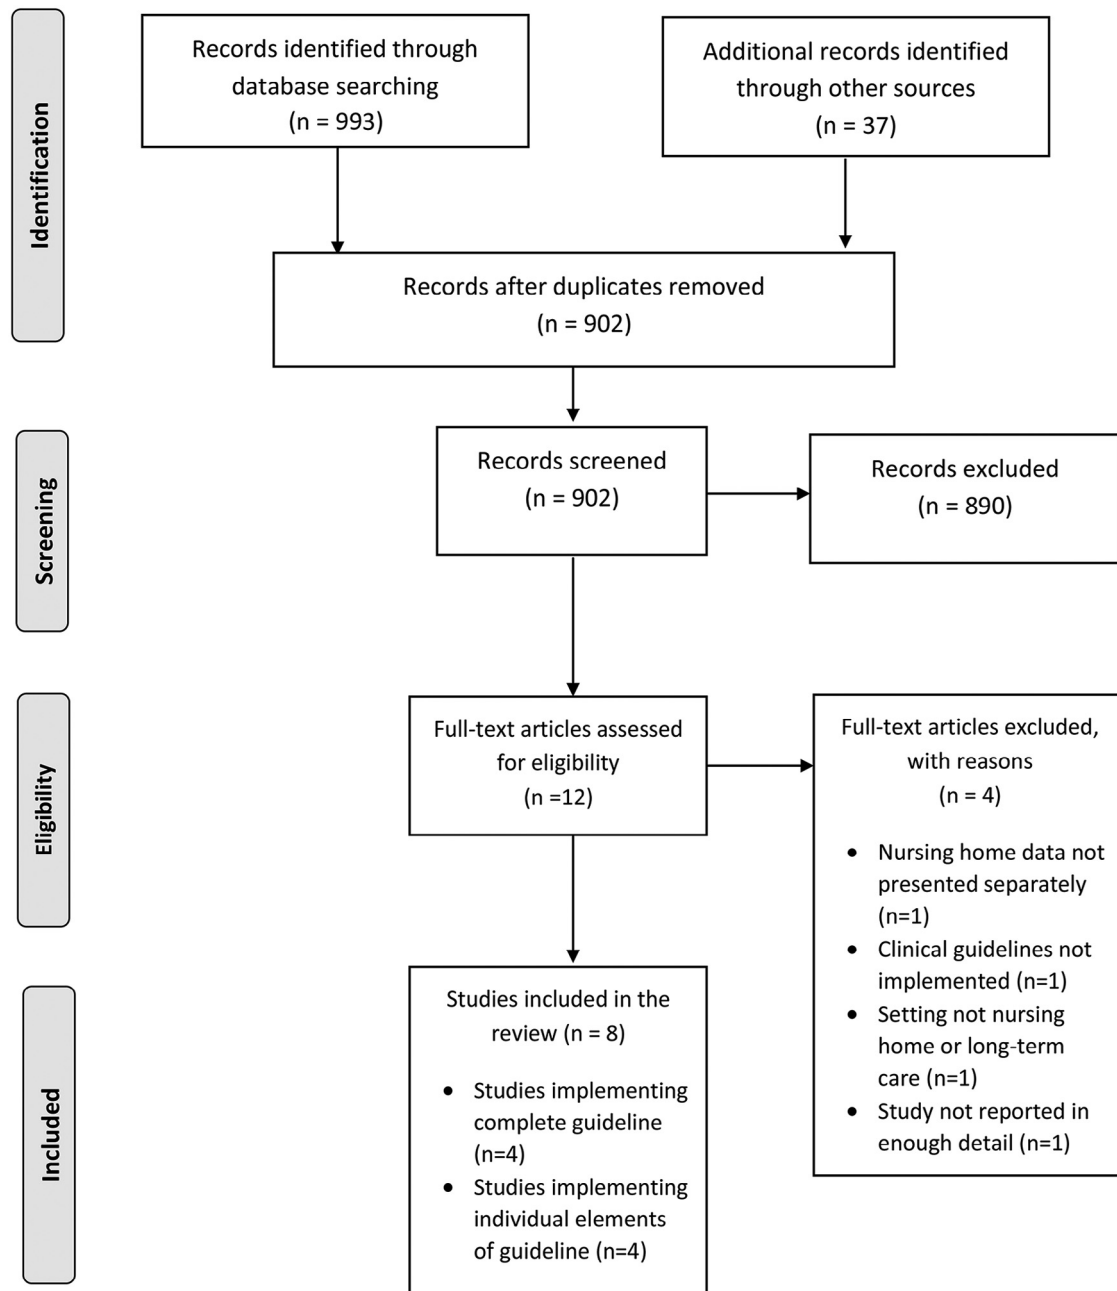 Identification
Records identified through
database searching
(n = 993)
Additional records identified
through other sources
(n = 37)
Records after duplicates removed
(n = 902)
Screening
Records screened
(n = 902)
Records excluded
(n = 890)
Eligibility
Full-text articles assessed
for eligibility
(n =12)
Full-text articles excluded,
with reasons
(n = 4)
• Nursing home data not
presented separately
(n=1)
• Clinical guidelines not
implemented (n=1)
• Setting not nursing
home or long-term
care (n=1)
• Study not reported in
enough detail (n=1)
Included
Studies included in the
review (n = 8)
• Studies implementing
complete guideline
(n=4)
• Studies implementing
individual elements
of guideline (n=4)